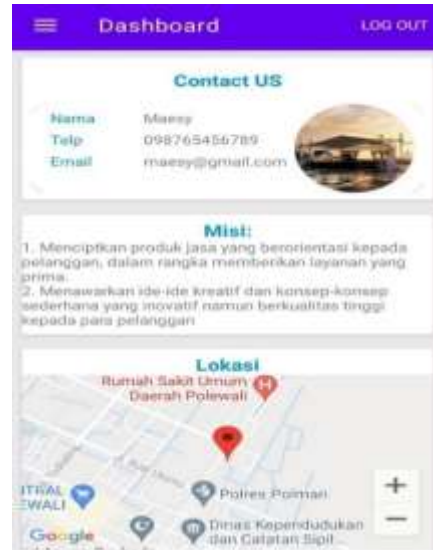 Dashboard
LOG OUT
Contact US
Nama Maesy
Telp 098765456789
Email maesy@gmail.com
Misi:
1. Menciptkan produk jasa yang berorientasi kepada
pelanggan, dalam rangka memberikan layanan yang
prima.
2. Menawarkan ide-ide kreatif dan konsep-konsep
sederhana yang inovatif namun berkualitas tinggi
kepada para pelanggan
Lokasi
Rumah Sakit Umum
Daerah Polewali
H
ITRAL
EWALI
Polres Polman
+
Dinas Kependudukan
dan Catatan Sipil
−
Google